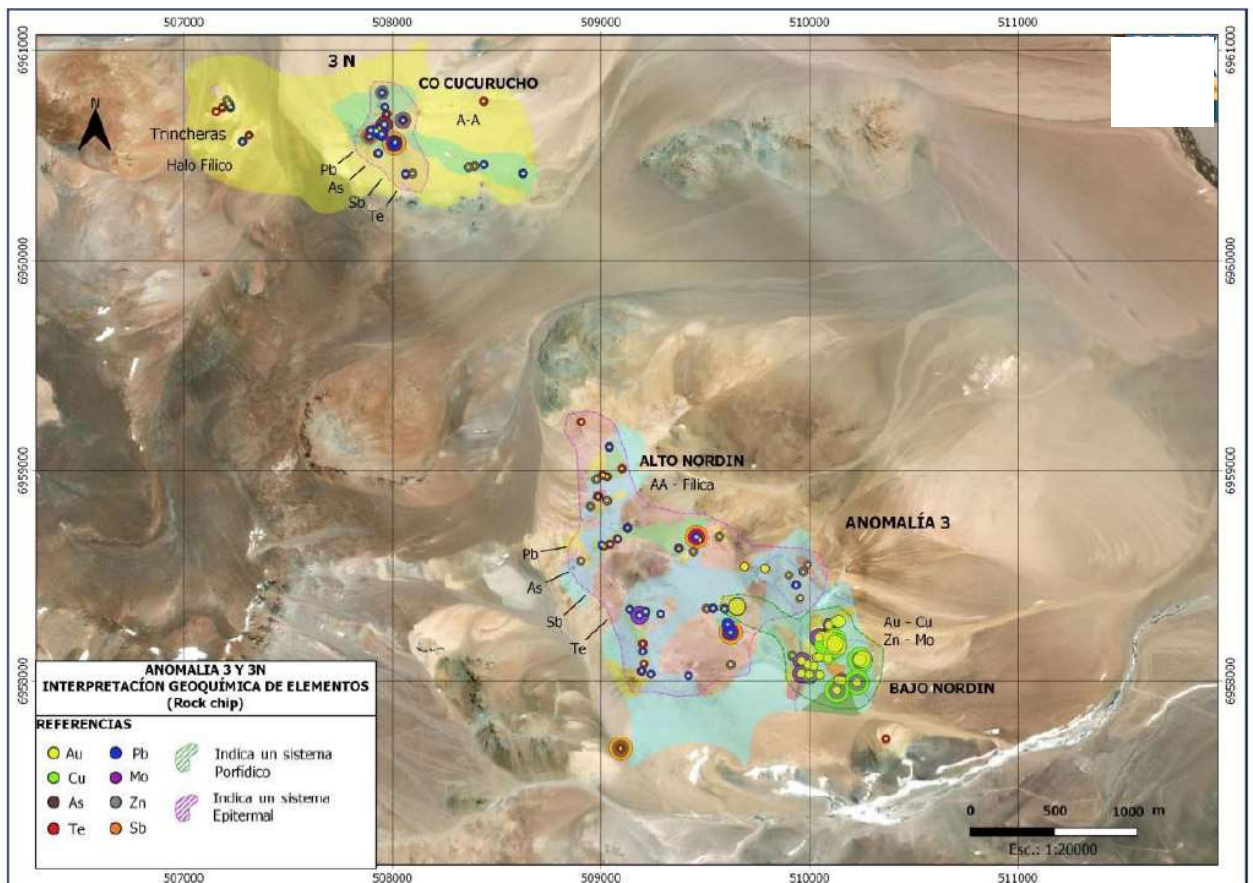 507000 508000 509000 510000 511000
6961000 6961000
3 N
CO CUCURUCHO
N
A-A
Trincheras
Halo Fílico
Pb
As
Sb
Te
6960000 6960000
6959000 6959000
ALTO NORDIN
AA - Fílica
ANOMALÍA 3
Pb
As
Sb
Te
Au - Cu
Zn - Mo
BAJO NORDIN
6958000 6958000
ANOMALIA 3 Y 3N
INTERPRETACÍON GEOQUÍMICA DE ELEMENTOS
(Rock chip)
REFERENCIAS
Au Pb Indica un sistema
Cu Mo Porfídico
As Zn Indica un sistema
Te Sb Epitermal
0 500 1000 m
Esc.: 1:20000
507000 508000 509000 510000 511000